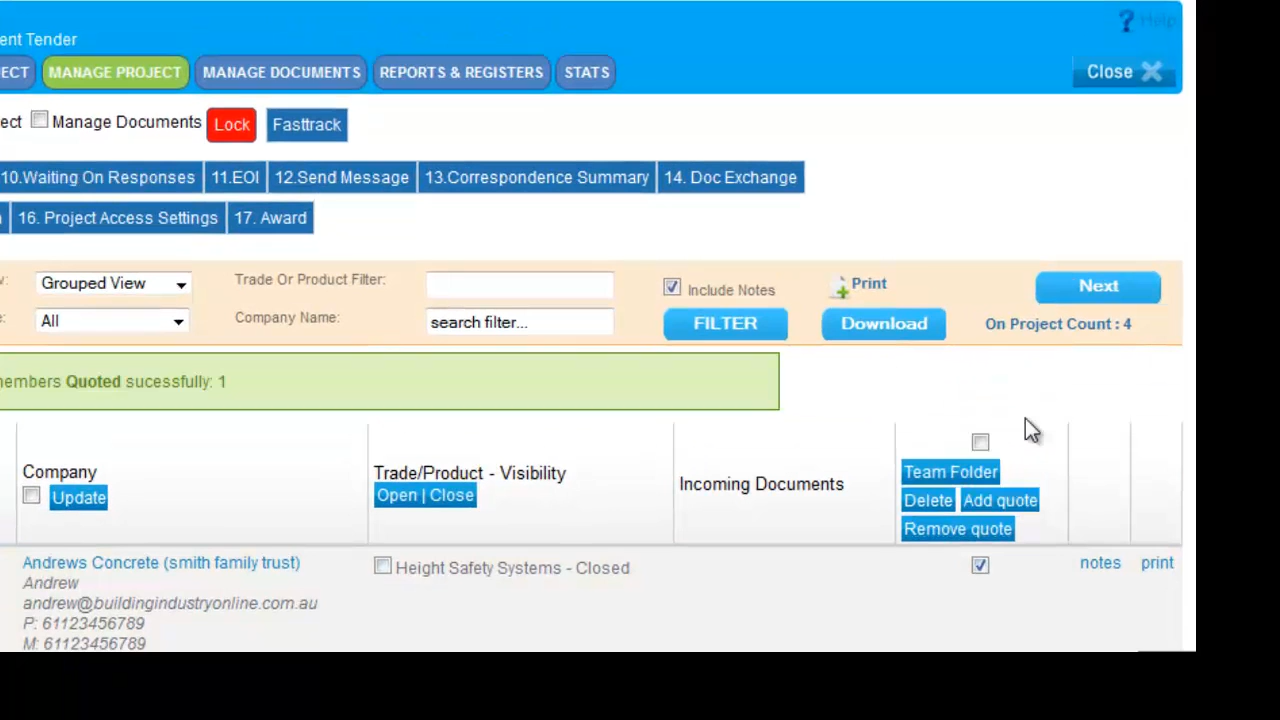 Help
ent Tender
Close
ECT MANAGE PROJECT MANAGE DOCUMENTS REPORTS & REGISTERS STATS
ect Manage Documents Lock Fasttrack
10.Waiting On Responses 11.EOI 12.Send Message 13.Correspondence Summary 14. Doc Exchange
16. Project Access Settings 17. Award
Grouped View Trade Or Product Filter: Include Notes Print Next
All Company Name: search filter... FILTER Download On Project Count : 4
members Quoted sucessfully: 1
Company
Update
Trade/Product - Visibility
Open | Close
Incoming Documents
Team Folder
Delete Add quote
Remove quote
Andrews Concrete (smith family trust) Height Safety Systems - Closed notes print
Andrew
andrew@buildingindustryonline.com.au
P: 61123456789
M: 61123456789